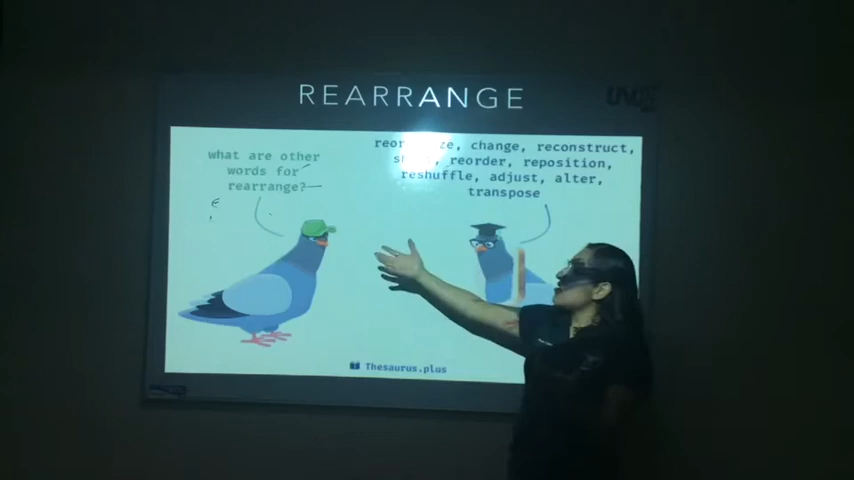 REARRANGE
what are other
words for
rearrange?
change, reconstruct,
reorder, reposition,
reshuffle, adjust, alter,
transpose
Thesaurus.plus